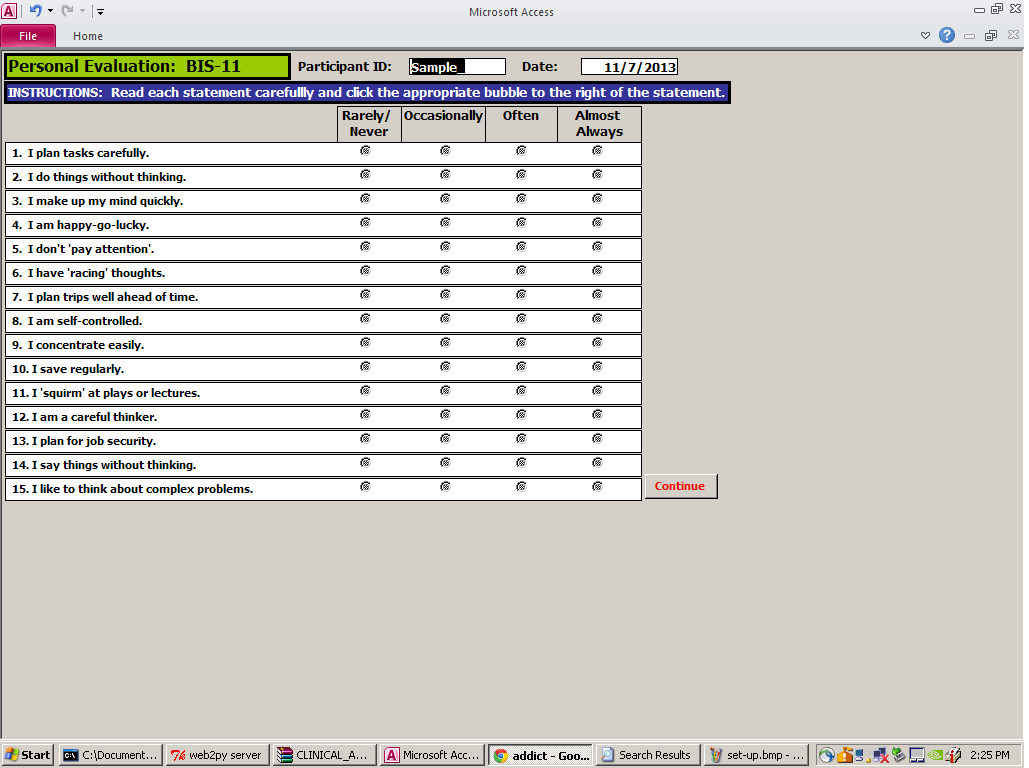 Microsoft Access
File Home
Personal Evaluation: BIS-11 Participant ID: Sample_ Date: 11/7/2013
INSTRUCTIONS: Read each statement carefullly and click the appropriate bubble to the right of the statement.
Rarely/ Never Occasionally Often Almost Always
1. I plan tasks carefully.
2. I do things without thinking.
3. I make up my mind quickly.
4. I am happy-go-lucky.
5. I don't 'pay attention'.
6. I have 'racing' thoughts.
7. I plan trips well ahead of time.
8. I am self-controlled.
9. I concentrate easily.
10. I save regularly.
11. I 'squirm' at plays or lectures.
12. I am a careful thinker.
13. I plan for job security.
14. I say things without thinking.
15. I like to think about complex problems.
Continue
Start C:\Document... web2py server CLINICAL_A... Microsoft Acc... addict - Goo... Search Results set-up.bmp - ... 2:25 PM